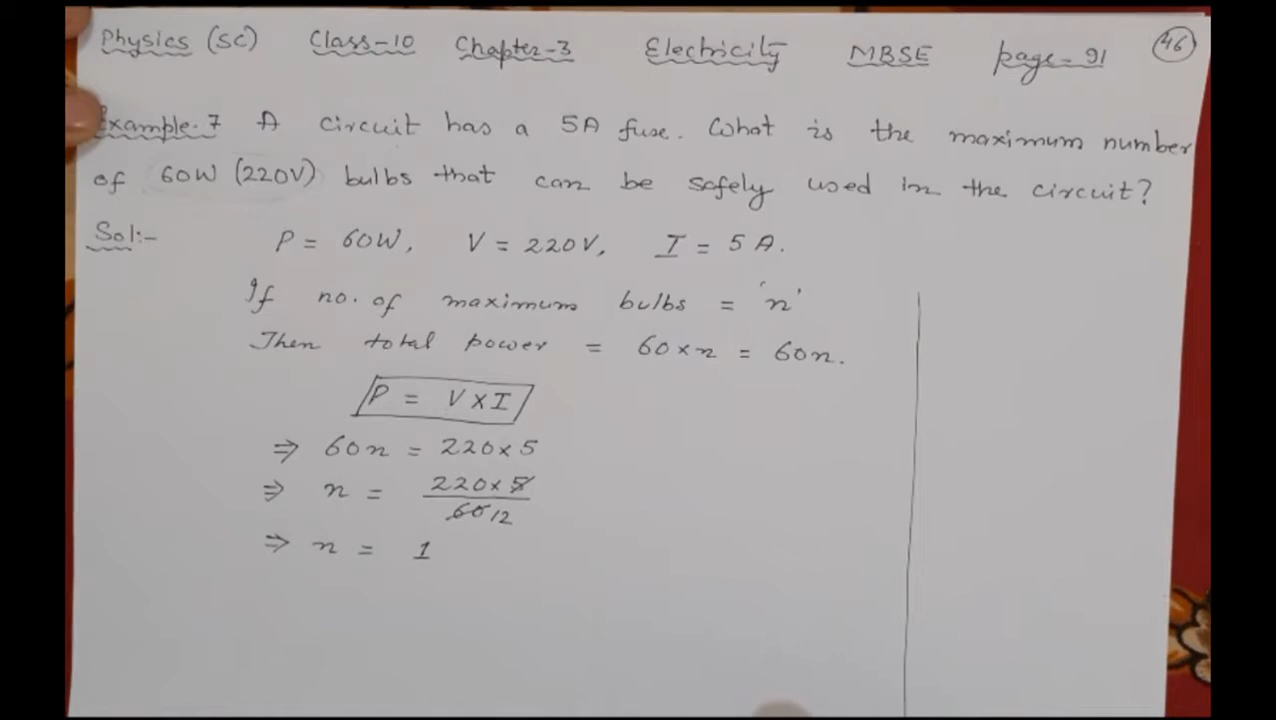 Physics (SC) Class-10 Chapter-3 Electricity MBSE page-91 46
Example-7 A circuit has a 5A fuse. What is the maximum number
of 60W (220V) bulbs that can be safely used in the circuit?
Sol:- P = 60W, V = 220V, I = 5A.
If no. of maximum bulbs = 'n'
Then total power = 60×n = 60n.
P = V×I
⇒ 60n = 220×5
⇒ n = 220×5 / 60 12
⇒ n = 1